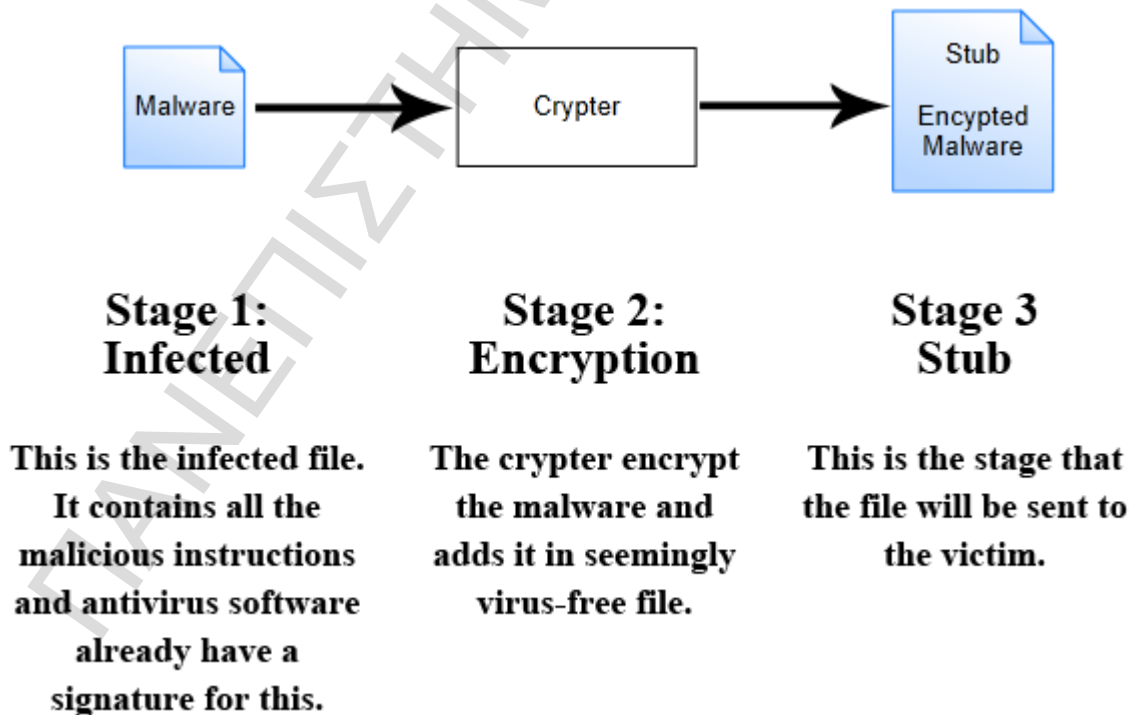 Malware
Crypter
Stub
Encypted
Malware
Stage 1:
Infected
Stage 2:
Encryption
Stage 3
Stub
This is the infected file.
It contains all the
malicious instructions
and antivirus software
already have a
signature for this.
The crypter encrypt
the malware and
adds it in seemingly
virus-free file.
This is the stage that
the file will be sent to
the victim.
ΠΑΝΕΠΙΣΤΗΜ